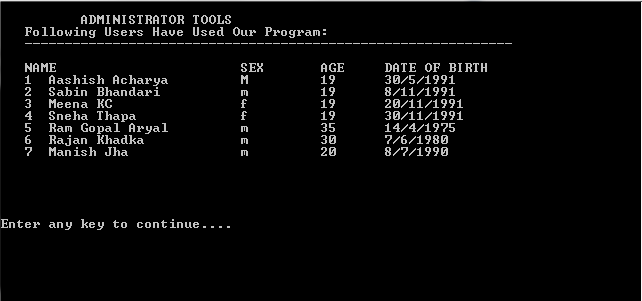 ADMINISTRATOR TOOLS
Following Users Have Used Our Program:
-------------------------------------------------------------
NAME SEX AGE DATE OF BIRTH
1 Aashish Acharya M 19 30/5/1991
2 Sabin Bhandari m 19 8/11/1991
3 Meena KC f 19 20/11/1991
4 Sneha Thapa f 19 30/11/1991
5 Ram Gopal Aryal m 35 14/4/1975
6 Rajan Khadka m 30 7/6/1980
7 Manish Jha m 20 8/7/1990
Enter any key to continue....